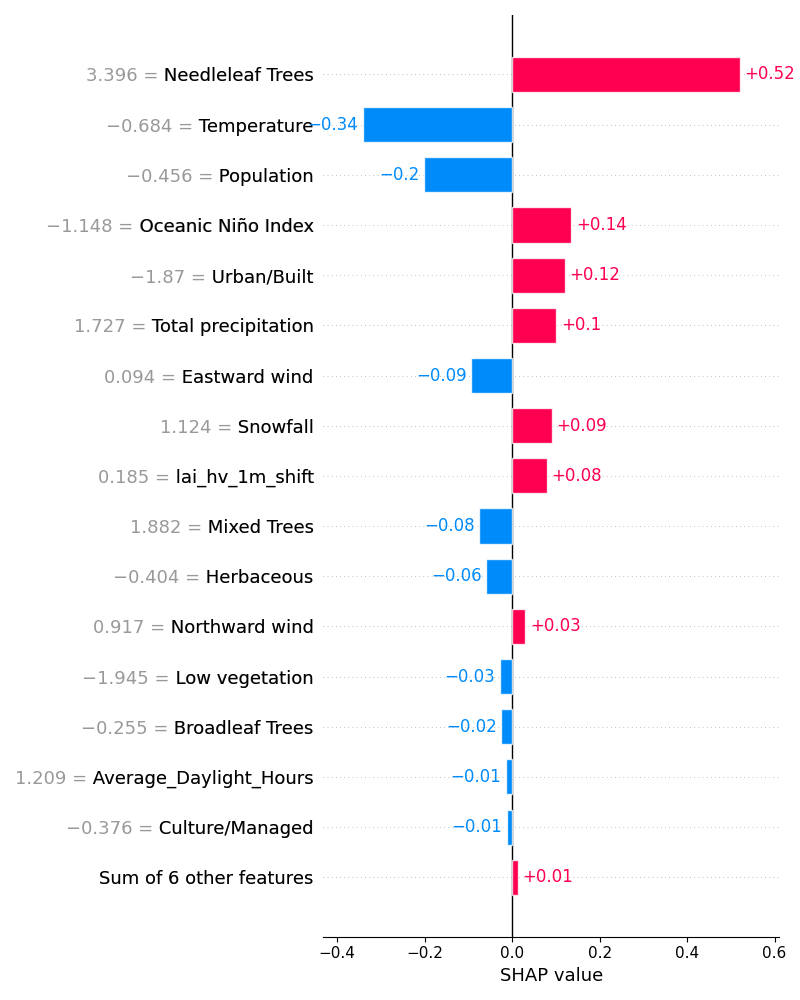 3.396 = Needleleaf Trees +0.52
−0.684 = Temperature −0.34
−0.456 = Population −0.2
−1.148 = Oceanic Niño Index +0.14
−1.87 = Urban/Built +0.12
1.727 = Total precipitation +0.1
0.094 = Eastward wind −0.09
1.124 = Snowfall +0.09
0.185 = lai_hv_1m_shift +0.08
1.882 = Mixed Trees −0.08
−0.404 = Herbaceous −0.06
0.917 = Northward wind +0.03
−1.945 = Low vegetation −0.03
−0.255 = Broadleaf Trees −0.02
1.209 = Average_Daylight_Hours −0.01
−0.376 = Culture/Managed −0.01
Sum of 6 other features +0.01
−0.4 −0.2 0.0 0.2 0.4 0.6
SHAP value